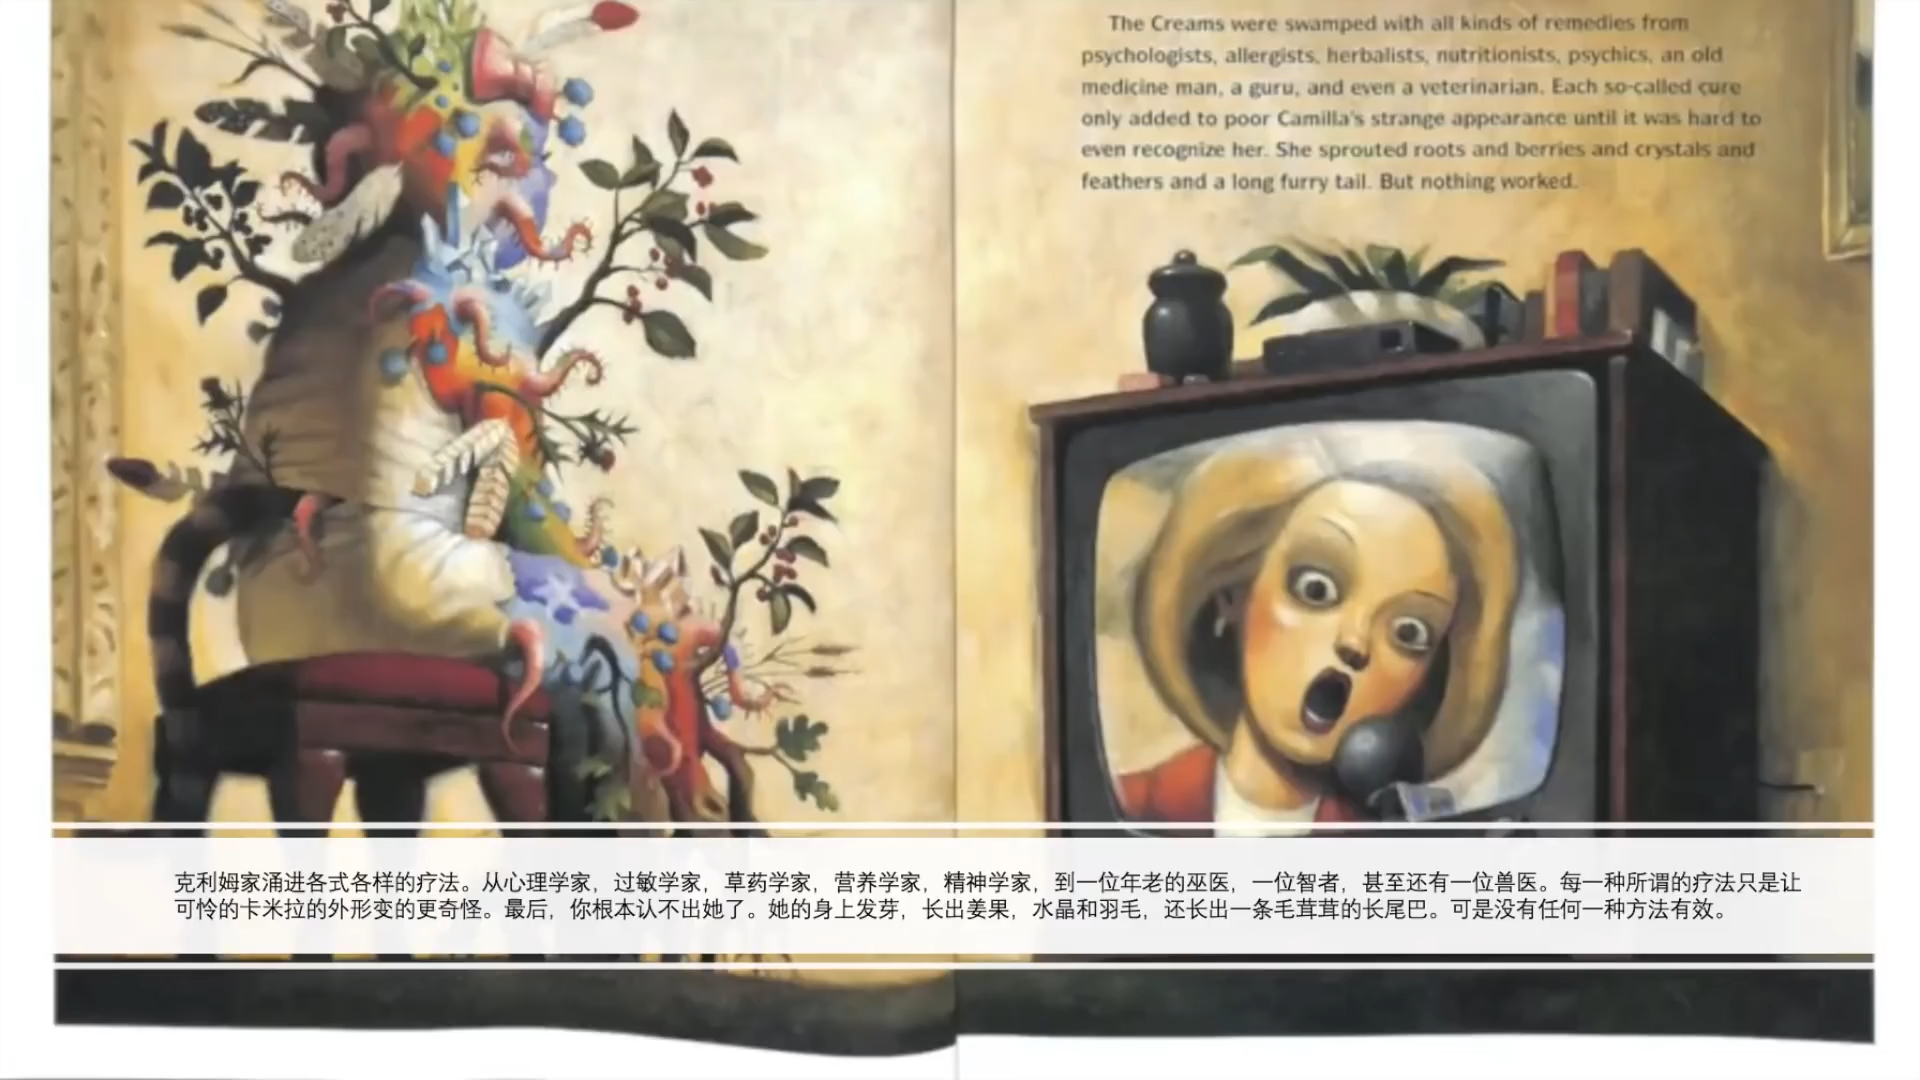 The Creams were swamped with all kinds of remedies from
psychologists, allergists, herbalists, nutritionists, psychics, an old
medicine man, a guru, and even a veterinarian. Each so-called cure
only added to poor Camilla's strange appearance until it was hard to
even recognize her. She sprouted roots and berries and crystals and
feathers and a long furry tail. But nothing worked.
克利姆家涌进各式各样的疗法。从心理学家，过敏学家，草药学家，营养学家，精神学家，到一位年老的巫医，一位智者，甚至还有一位兽医。每一种所谓的疗法只是让
可怜的卡米拉的外形变的更奇怪。最后，你根本认不出她了。她的身上发芽，长出姜果，水晶和羽毛，还长出一条毛茸茸的长尾巴。可是没有任何一种方法有效。